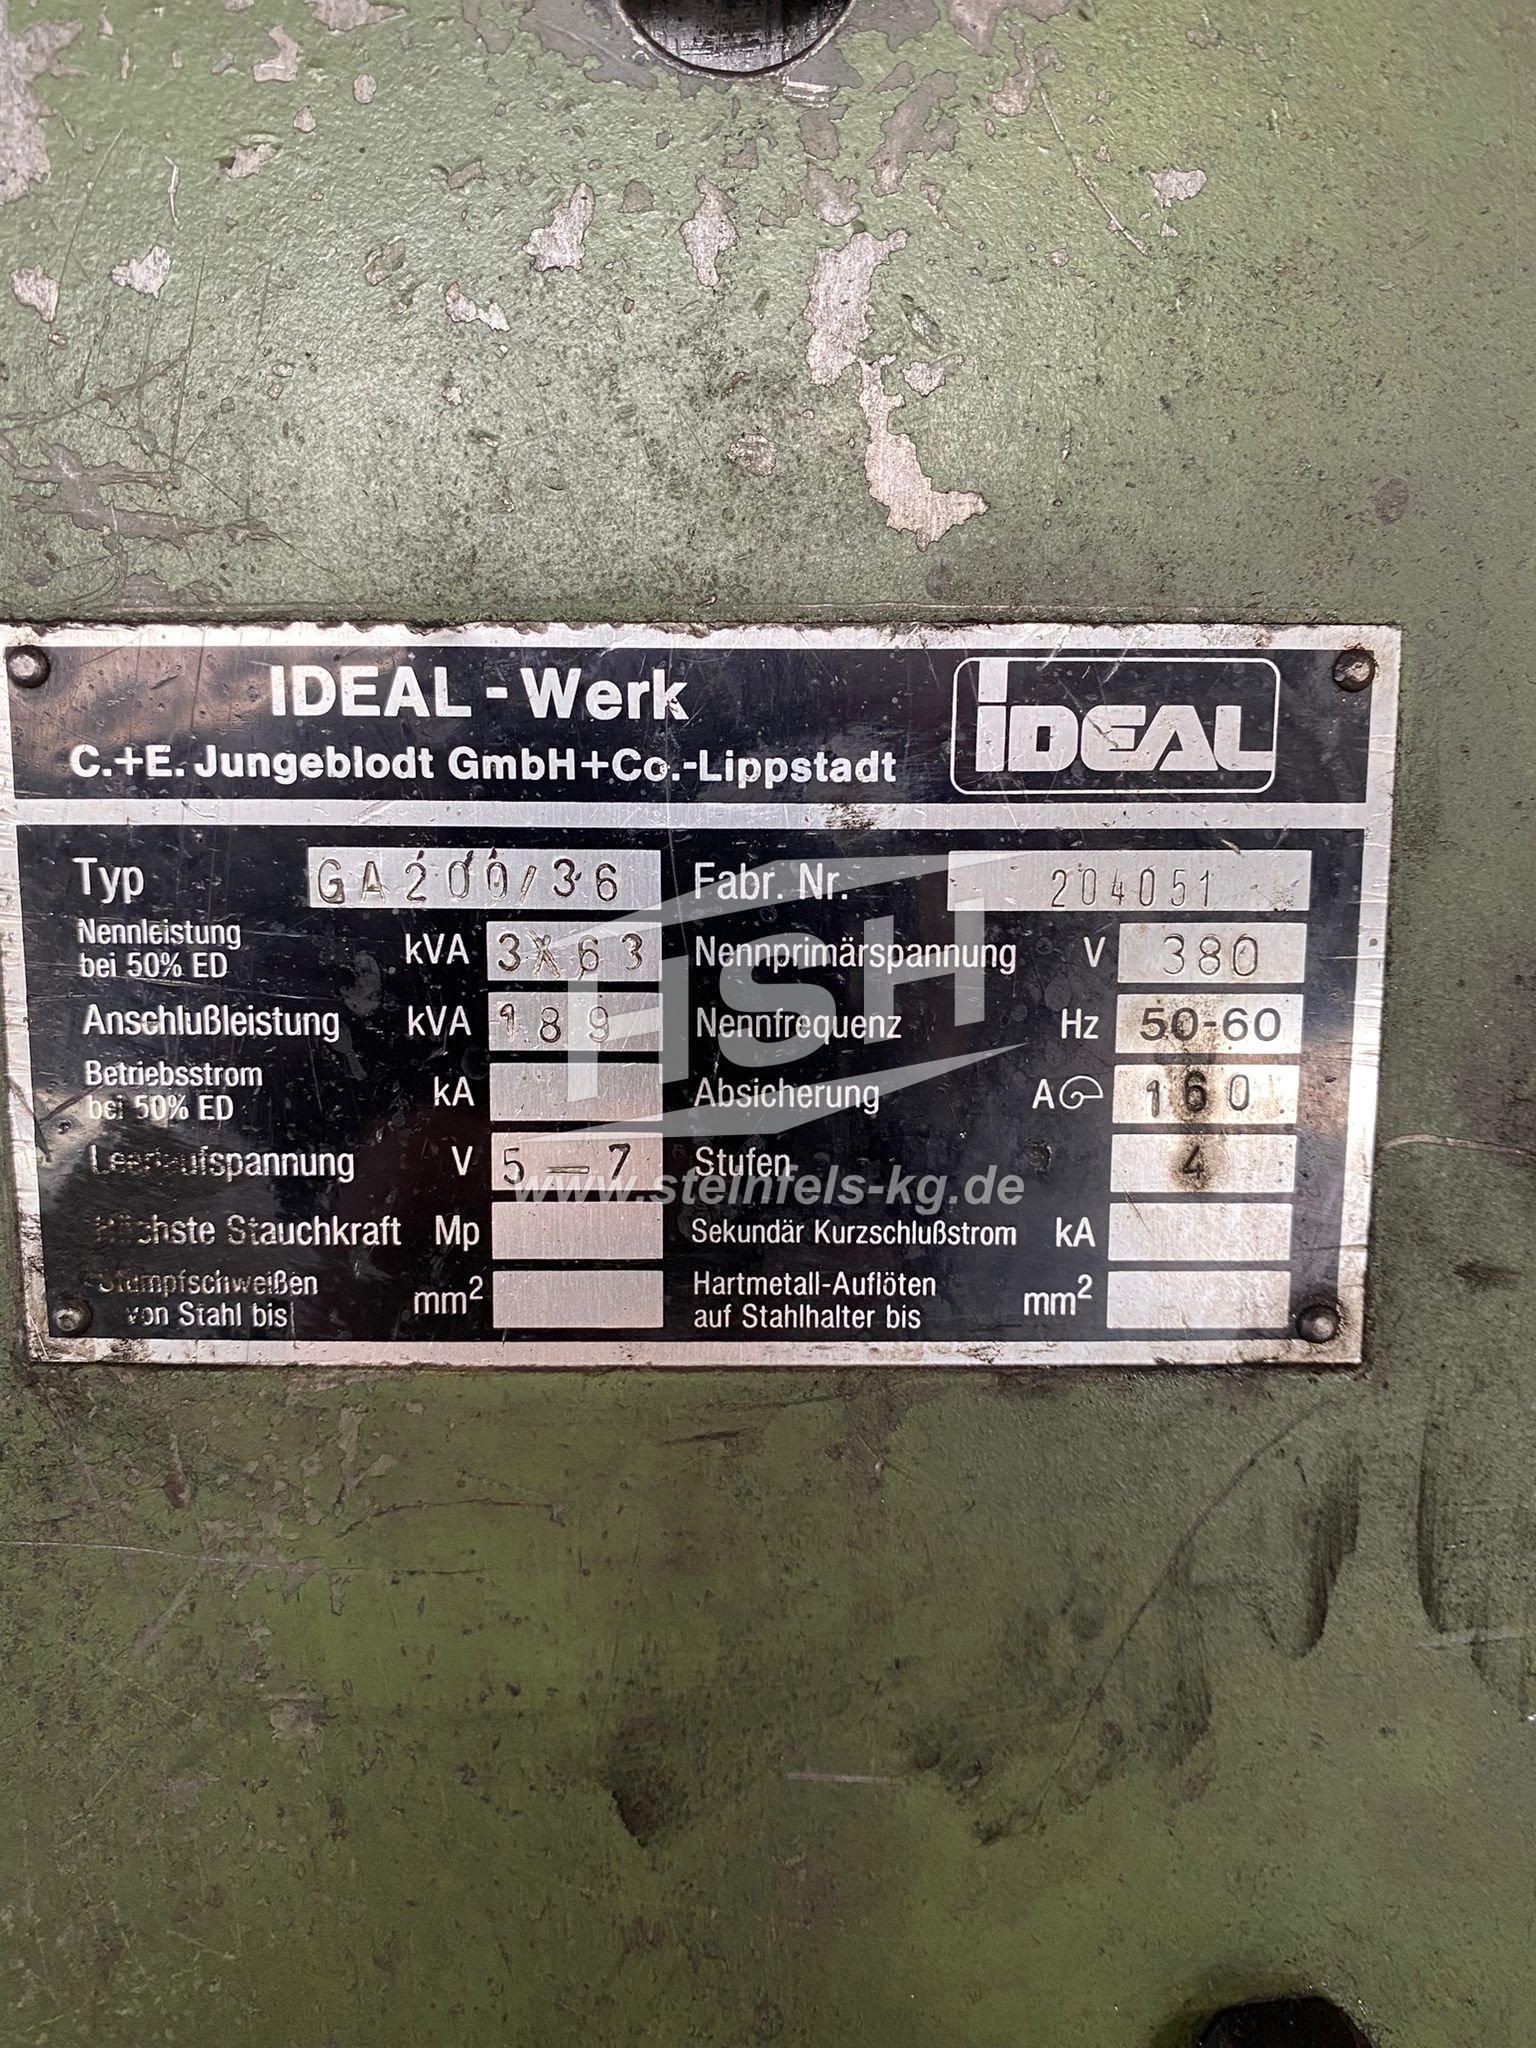 IDEAL - Werk
C.+E. Jungeblodt GmbH+Co.-Lippstadt
iDEAL
Typ GA200/36 Fabr. Nr. 204051
Nennleistung
bei 50% ED kVA 3X63 Nennprimärspannung V 380
Anschlußleistung kVA 189 Nennfrequenz Hz 50-60
Betriebsstrom
bei 50% ED kA Absicherung A 160
Leerlaufspannung V 5-7 Stufen 4
Höchste Stauchkraft Mp Sekundär Kurzschlußstrom kA
Stumpfschweißen
von Stahl bis mm²
Hartmetall-Auflöten
auf Stahlhalter bis mm²
HSH
www.steinfels-kg.de